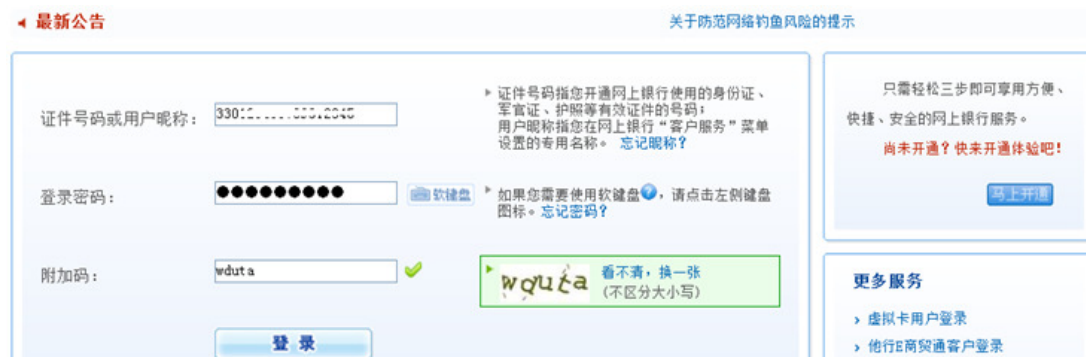 最新公告
关于防范网络钓鱼风险的提示
证件号码或用户昵称：
证件号码指您开通网上银行使用的身份证、
军官证、护照等有效证件的号码；
用户昵称指您在网上银行“客户服务”菜单
设置的专用名称。 忘记昵称？
登录密码：
软键盘
如果您需要使用软键盘，请点击左侧键盘
图标。忘记密码？
附加码：
wduta
wduta
看不清，换一张
(不区分大小写)
登 录
只需轻松三步即可享用方便、
快捷、安全的网上银行服务。
尚未开通？快来开通体验吧！
马上开通
更多服务
虚拟卡用户登录
他行E商贸通客户登录